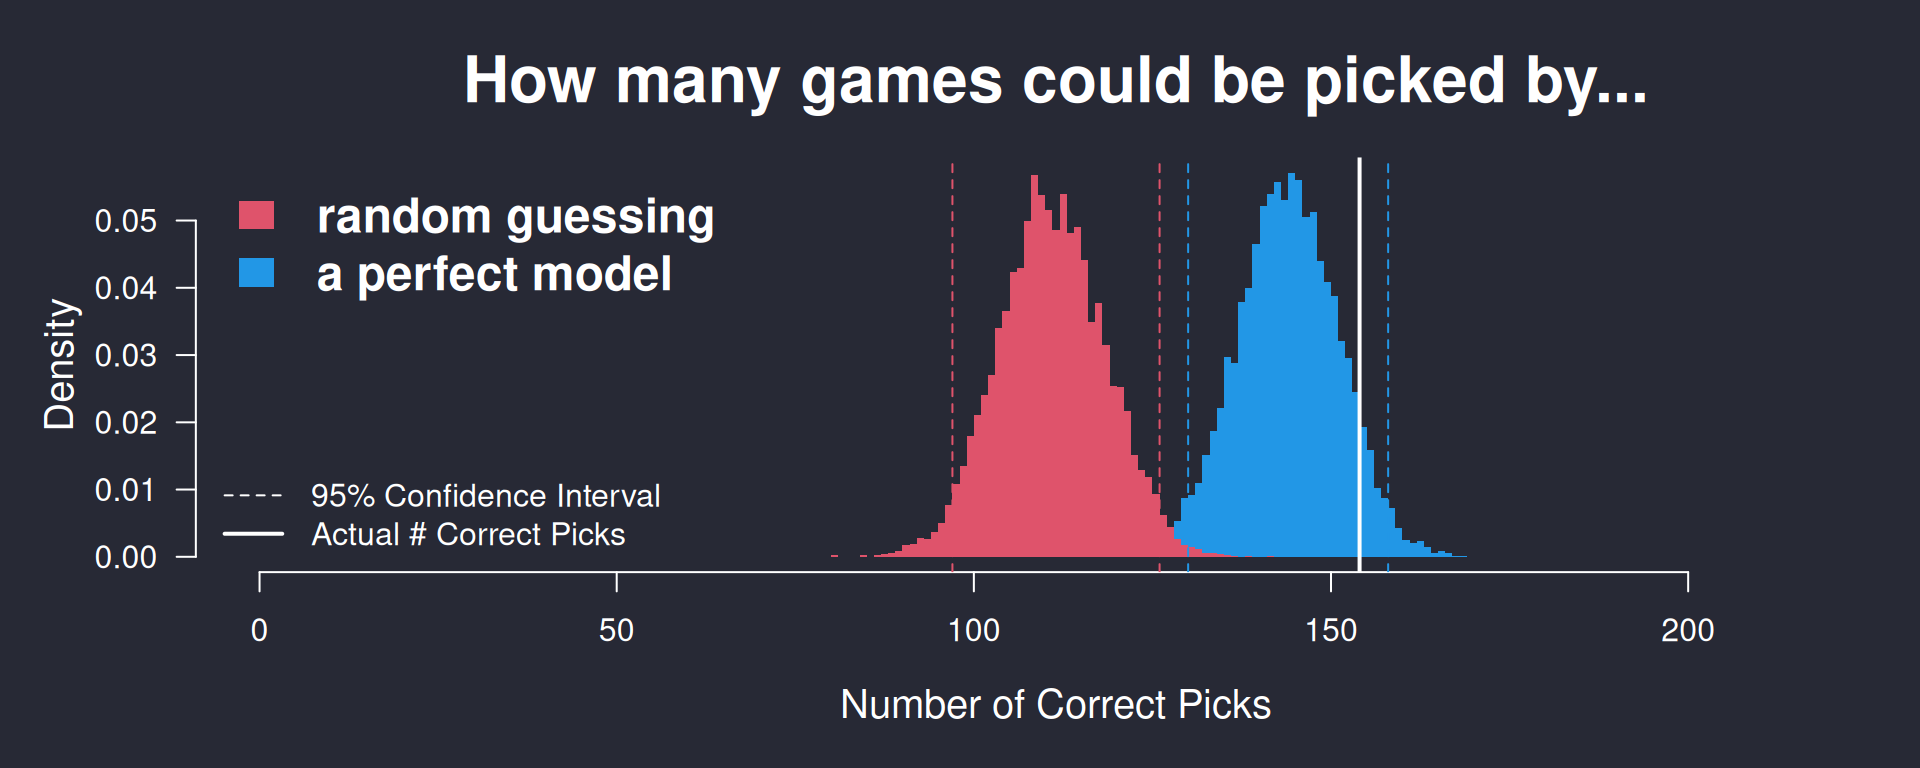 How many games could be picked by...
random guessing
a perfect model
Density
0.05
0.04
0.03
0.02
0.01
0.00
95% Confidence Interval
Actual # Correct Picks
0 50 100 150 200
Number of Correct Picks